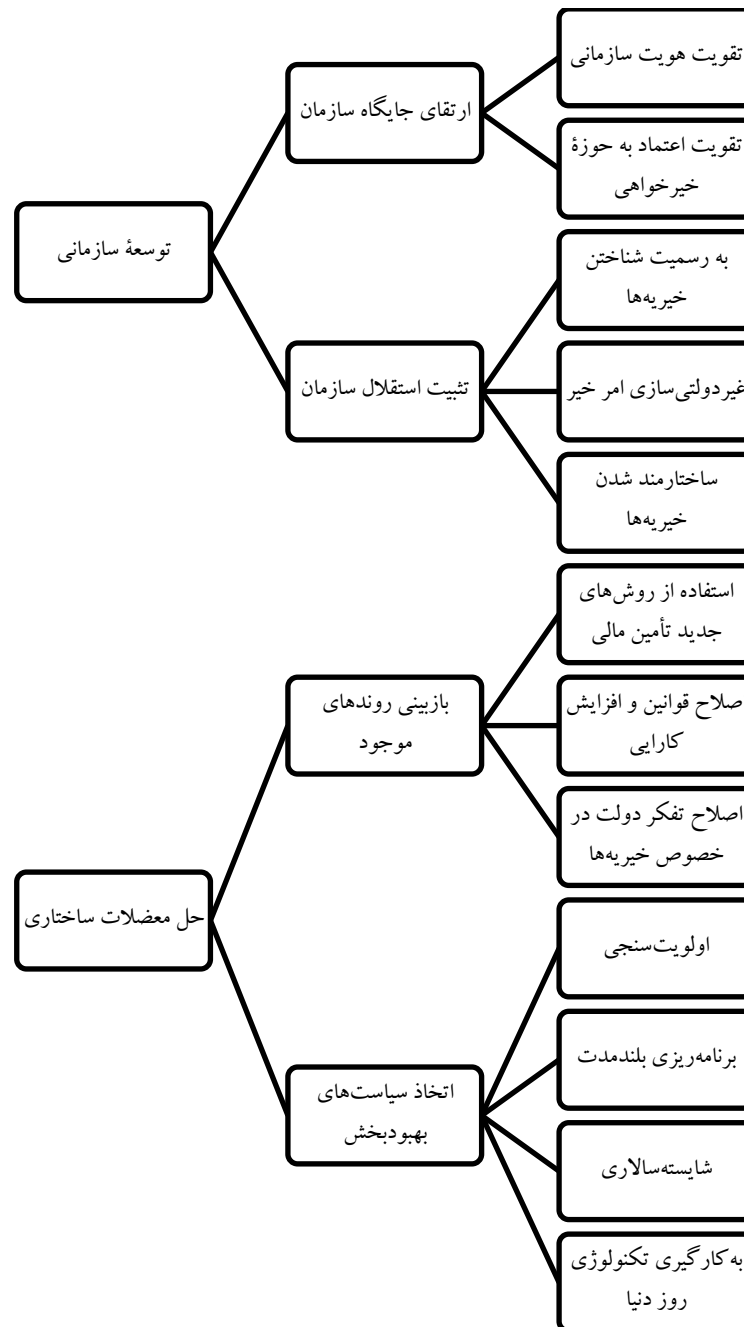 تقویت هویت سازمانی
ارتقای جایگاه سازمان
تقویت اعتماد به حوزهٔ
خیرخواهی
توسعهٔ سازمانی
به رسمیت شناختن
خیریه‌ها
تثبیت استقلال سازمان
غیردولتی‌سازی امر خیر
ساختارمند شدن
خیریه‌ها
استفاده از روش‌های
جدید تأمین مالی
بازبینی روندهای
موجود
صلاح قوانین و افزایش
کارایی
اصلاح تفکر دولت در
خصوص خیریه‌ها
حل معضلات ساختاری
اولویت‌سنجی
برنامه‌ریزی بلندمدت
اتخاذ سیاست‌های
بهبودبخش
شایسته‌سالاری
به‌کارگیری تکنولوژی
روز دنیا